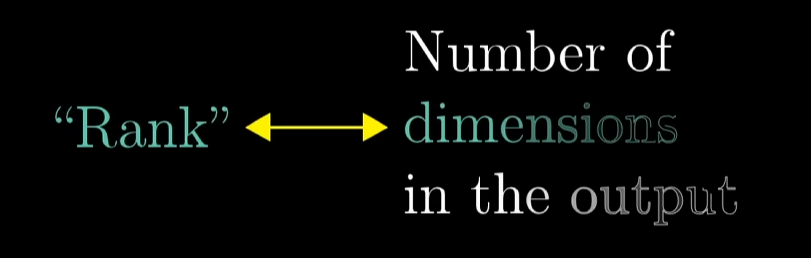 “Rank”
Number of
dimensions
in the output